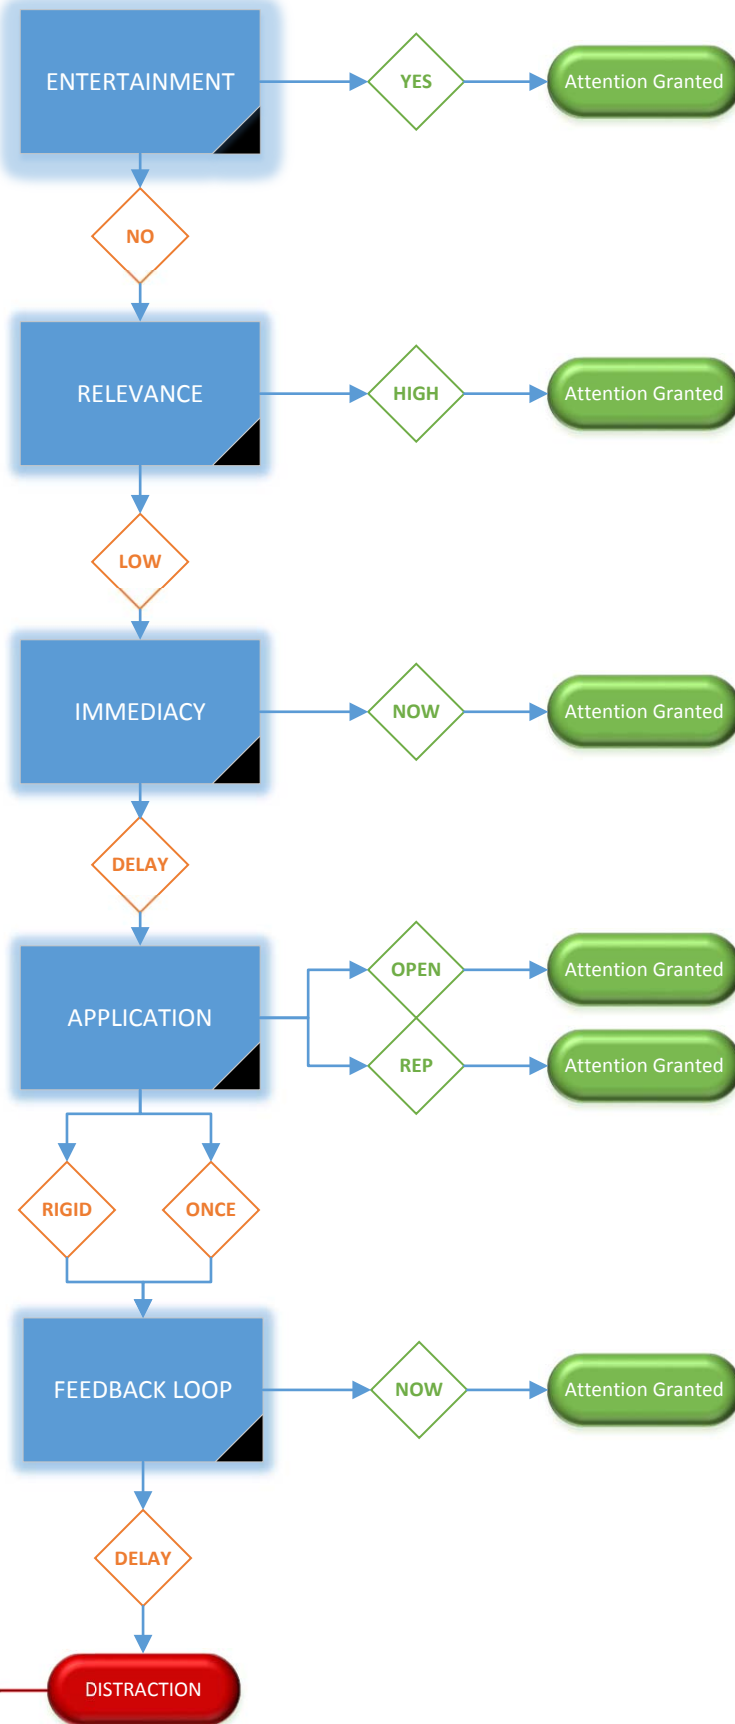 ENTERTAINMENT
YES
Attention Granted
NO
RELEVANCE
HIGH
Attention Granted
LOW
IMMEDIACY
NOW
Attention Granted
DELAY
OPEN
Attention Granted
APPLICATION
REP
Attention Granted
RIGID
ONCE
FEEDBACK LOOP
NOW
Attention Granted
DELAY
DISTRACTION